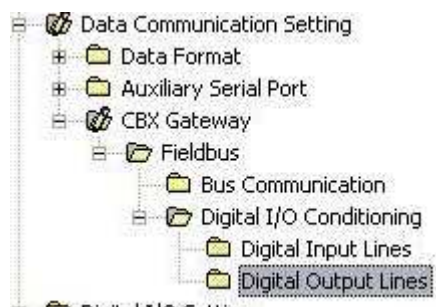 Data Communication Setting
Data Format
Auxiliary Serial Port
CBX Gateway
Fieldbus
Bus Communication
Digital I/O Conditioning
Digital Input Lines
Digital Output Lines